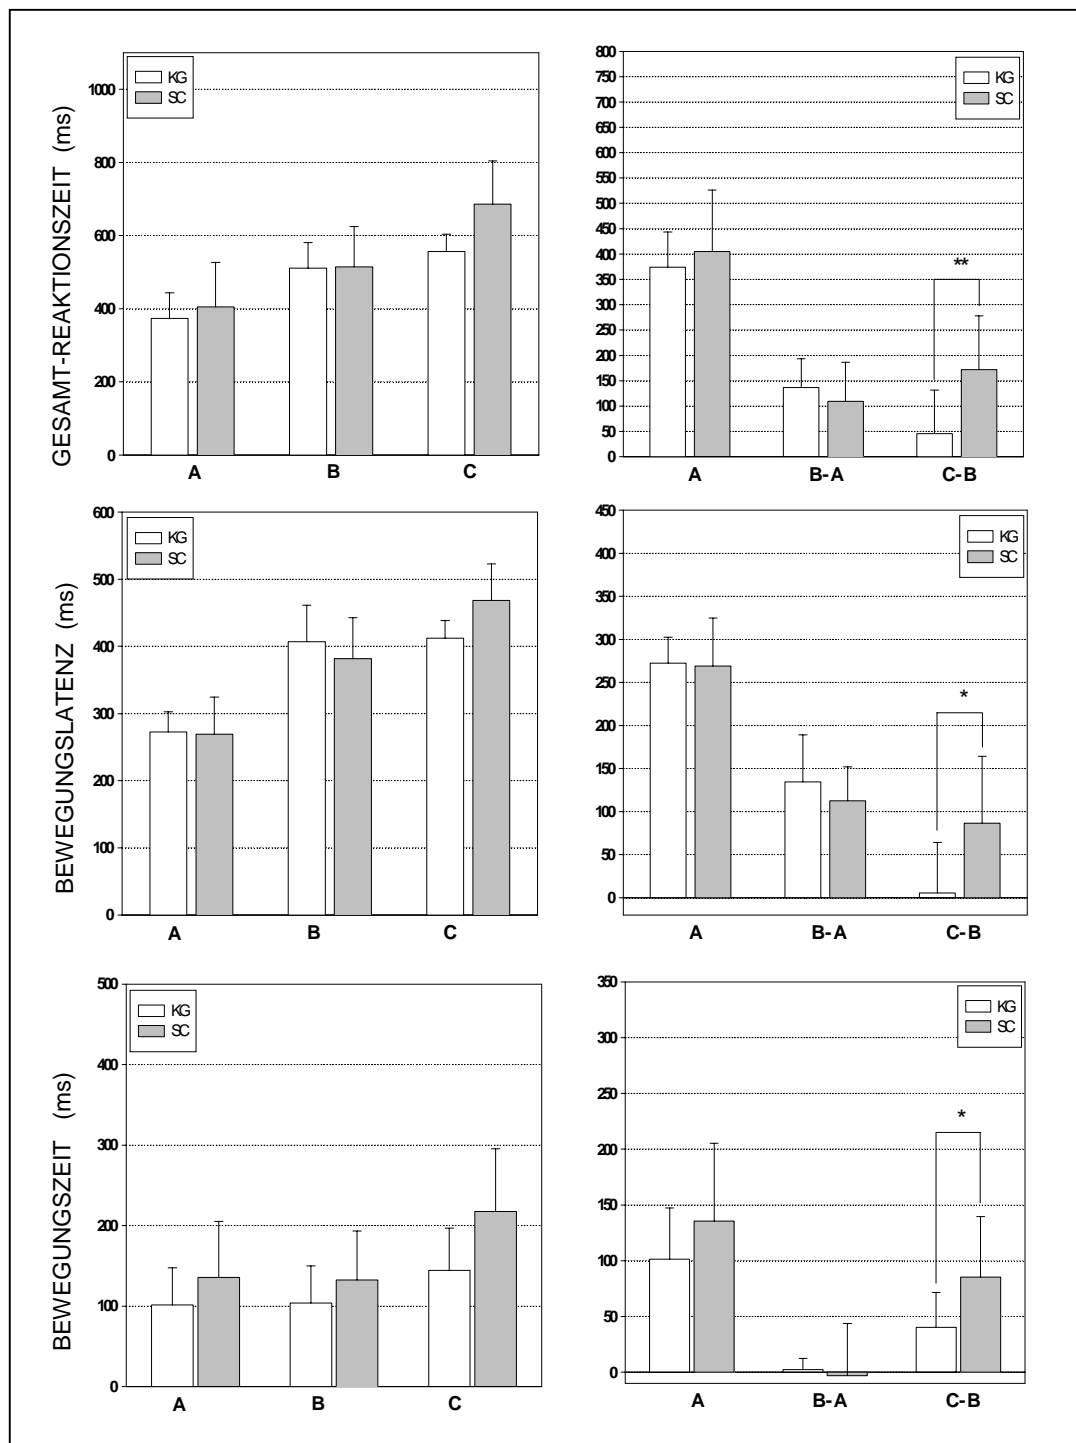 GESAMT-REAKTIONSZEIT (ms)
1000
800
600
400
200
0
KG
SC
A B C
800
750
700
650
600
550
500
450
400
350
300
250
200
150
100
50
0
KG
SC
**
A B-A C-B
BEWEGUNGSLATENZ (ms)
600
500
400
300
200
100
0
KG
SC
A B C
450
400
350
300
250
200
150
100
50
0
KG
SC
*
A B-A C-B
BEWEGUNGSZEIT (ms)
500
400
300
200
100
0
KG
SC
A B C
350
300
250
200
150
100
50
0
KG
SC
*
A B-A C-B